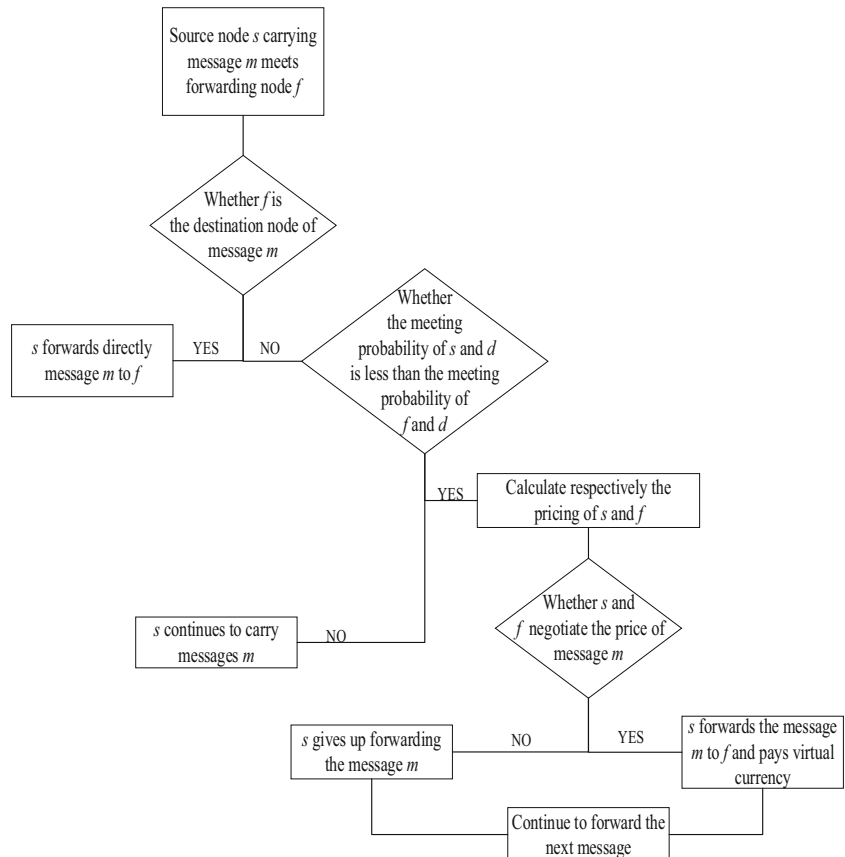 Source node s carrying
message m meets
forwarding node f
Whether f is
the destination node of
message m
Whether
the meeting
probability of s and d
is less than the meeting
probability of
f and d
s forwards directly
message m to f
YES
NO
YES
Calculate respectively the
pricing of s and f
Whether s and
f negotiate the price of
message m
s continues to carry
messages m
NO
s gives up forwarding
the message m
NO
YES
s forwards the message
m to f and pays virtual
currency
Continue to forward the
next message